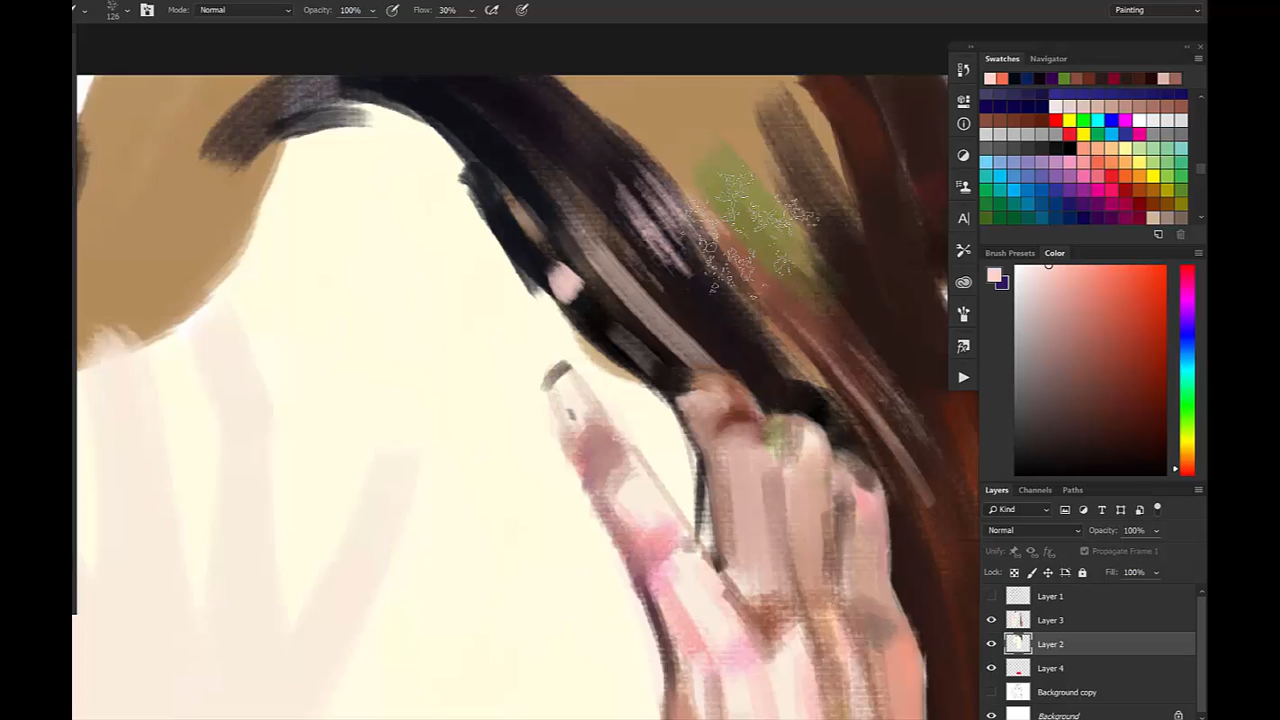 126 Mode: Normal Opacity: 100% Flow: 30% Painting
Swatches Navigator
A|
Brush Presets Color
Layers Channels Paths
Kind
Normal Opacity: 100%
Unify: Propagate Frame 1
Lock: Fill: 100%
Layer 1
Layer 3
Layer 2
Layer 4
Background copy
Background